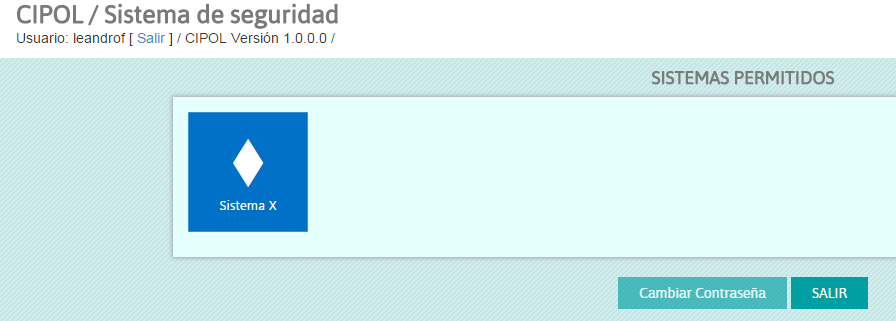 CIPOL / Sistema de seguridad
Usuario: leandrof [ Salir ] / CIPOL Versión 1.0.0.0 /
SISTEMAS PERMITIDOS
Sistema X
Cambiar Contraseña
SALIR